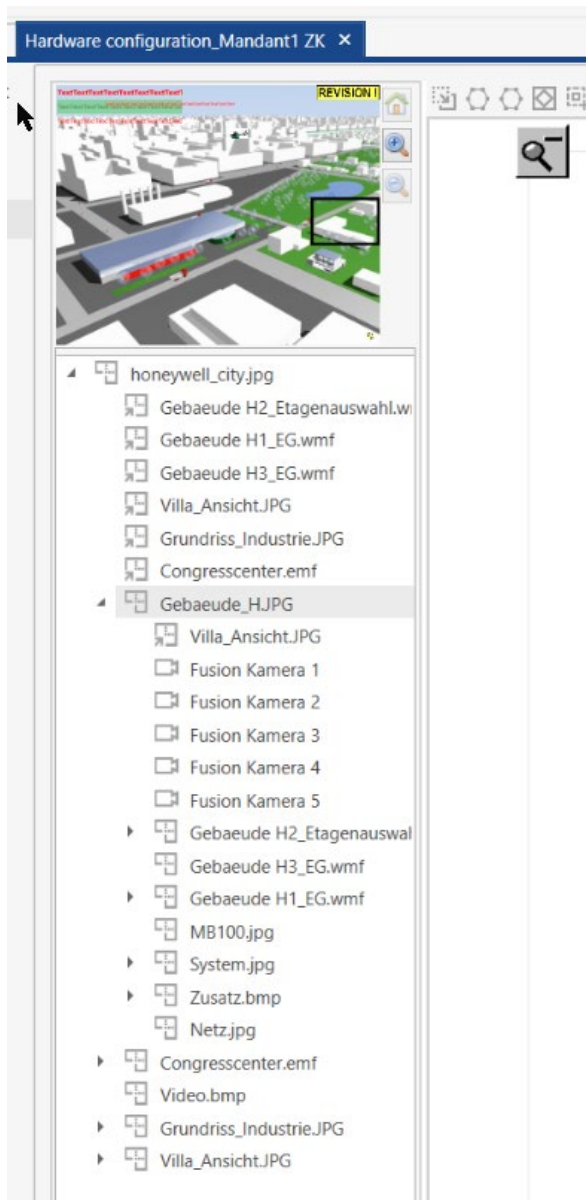 Hardware configuration_Mandant1 ZK ×
TextTextTextTextTextTextTextText1
REVISION I
honeywell_city.jpg
Gebaeude H2_Etagenauswahl.w
Gebaeude H1_EG.wmf
Gebaeude H3_EG.wmf
Villa_Ansicht.JPG
Grundriss_Industrie.JPG
Congresscenter.emf
Gebaeude_H.JPG
Villa_Ansicht.JPG
Fusion Kamera 1
Fusion Kamera 2
Fusion Kamera 3
Fusion Kamera 4
Fusion Kamera 5
Gebaeude H2_Etagenauswal
Gebaeude H3_EG.wmf
Gebaeude H1_EG.wmf
MB100.jpg
System.jpg
Zusatz.bmp
Netz.jpg
Congresscenter.emf
Video.bmp
Grundriss_Industrie.JPG
Villa_Ansicht.JPG